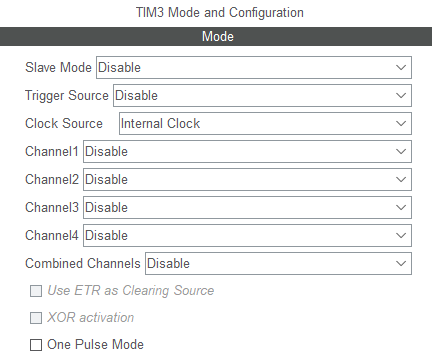 TIM3 Mode and Configuration
Mode
Slave Mode Disable
Trigger Source Disable
Clock Source Internal Clock
Channel1 Disable
Channel2 Disable
Channel3 Disable
Channel4 Disable
Combined Channels Disable
Use ETR as Clearing Source
XOR activation
One Pulse Mode